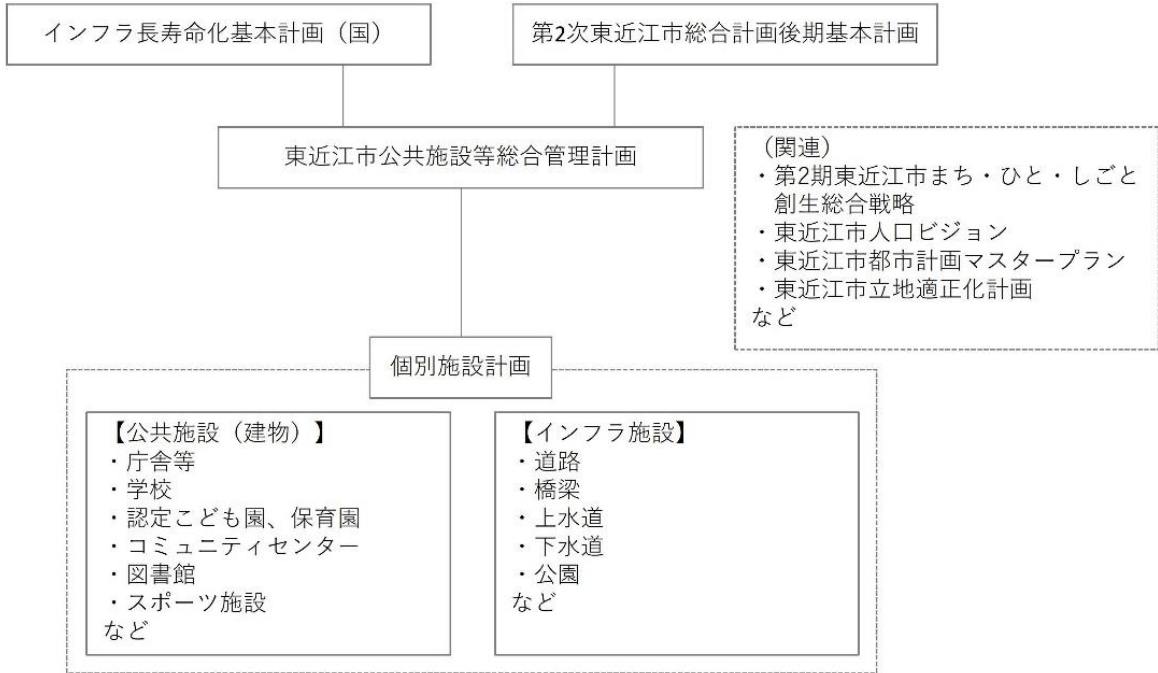 インフラ長寿命化基本計画（国）
第2次東近江市総合計画後期基本計画
東近江市公共施設等総合管理計画
（関連）
・第2期東近江市まち・ひと・しごと
創生総合戦略
・東近江市人口ビジョン
・東近江市都市計画マスタープラン
・東近江市立地適正化計画
など
個別施設計画
【公共施設（建物）】
・庁舎等
・学校
・認定こども園、保育園
・コミュニティセンター
・図書館
・スポーツ施設
など
【インフラ施設】
・道路
・橋梁
・上水道
・下水道
・公園
など